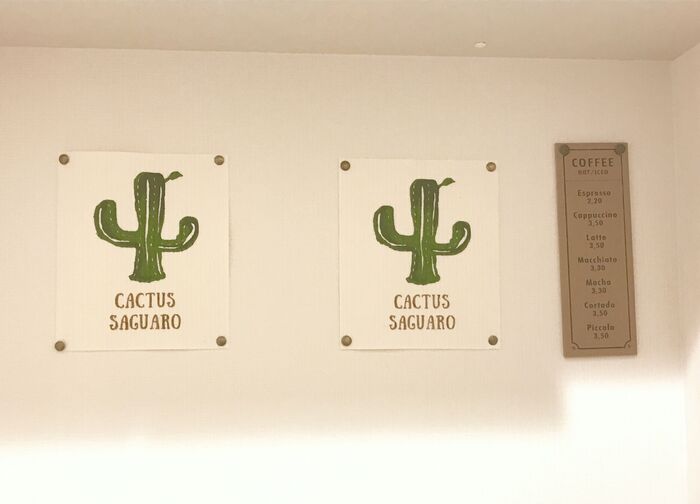 CACTUS
SAGUARO
CACTUS
SAGUARO
COFFEE
HOT/ICED
Espresso
2,20
Cappuccino
3,50
Latte
3,50
Macchiato
3,30
Mocha
3,30
Cortado
3,50
Piccolo
3,50